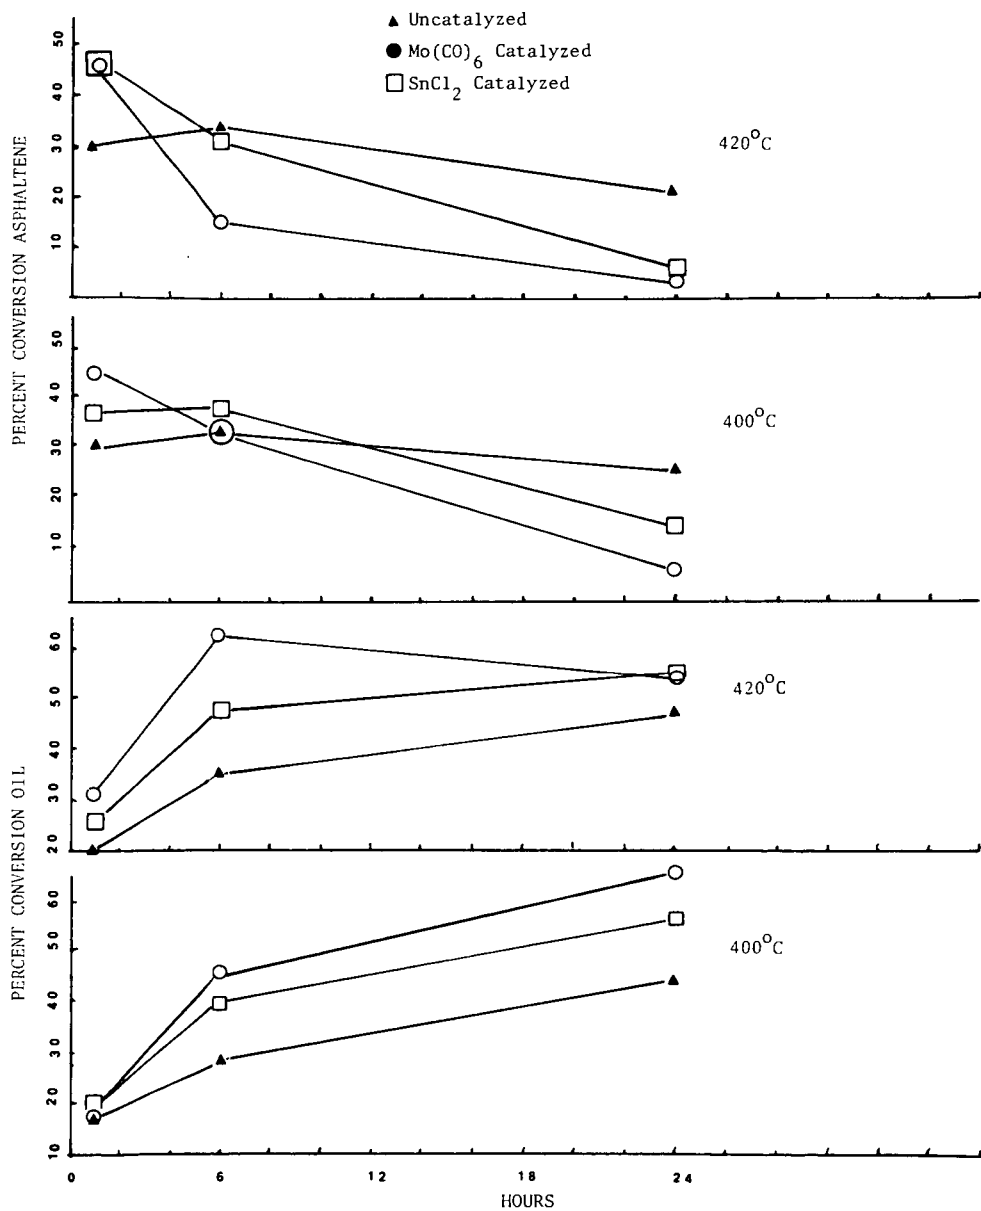 Uncatalyzed
Mo(CO)6 Catalyzed
SnCl2 Catalyzed
PERCENT CONVERSION ASPHALTENE
50
40
30
20
10
420°C
50
40
30
20
10
400°C
PERCENT CONVERSION OIL
60
50
40
30
20
420°C
60
50
40
30
20
10
400°C
0
6
12
18
24
HOURS